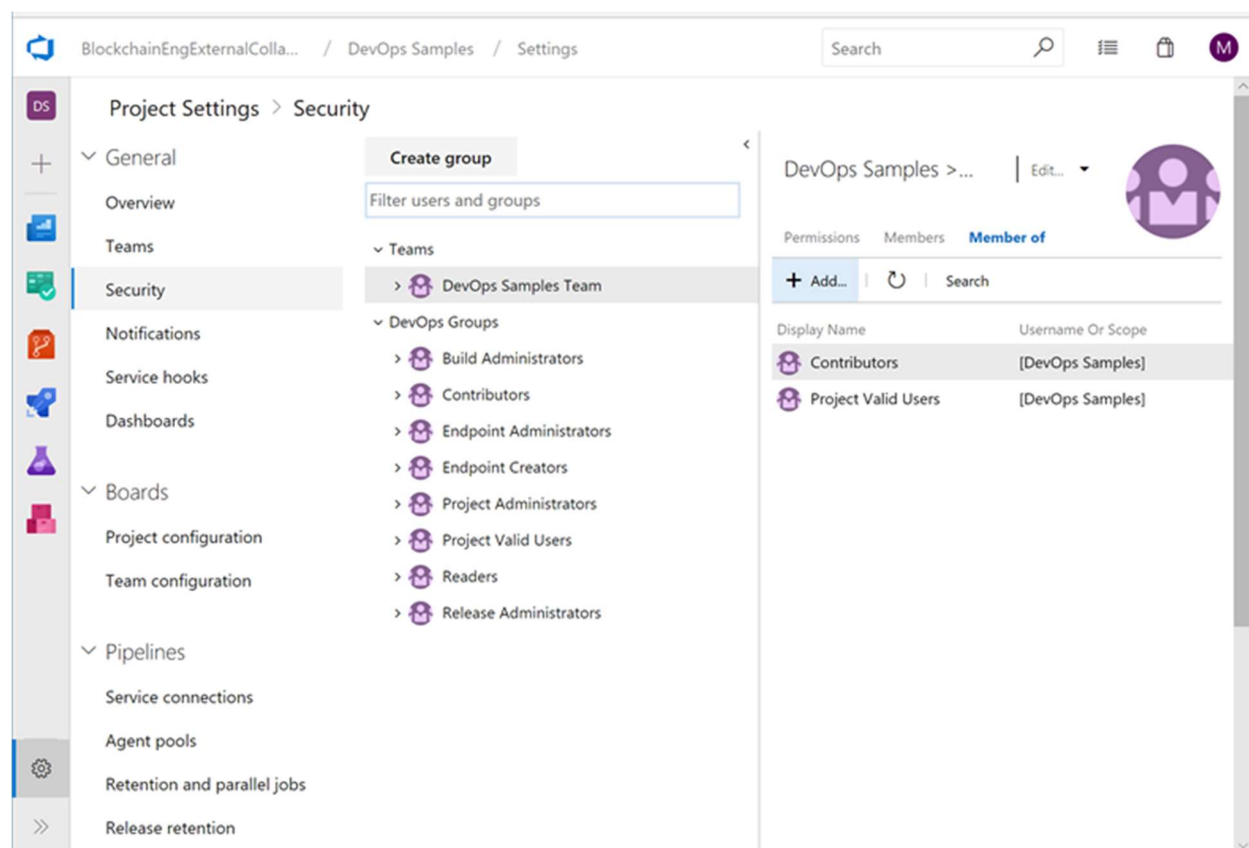 BlockchainEngExternalColla... / DevOps Samples / Settings
Search
M
DS
Project Settings > Security
General
Overview
Teams
Security
Notifications
Service hooks
Dashboards
Boards
Project configuration
Team configuration
Pipelines
Service connections
Agent pools
Retention and parallel jobs
Release retention
Create group
Filter users and groups
Teams
DevOps Samples Team
DevOps Groups
Build Administrators
Contributors
Endpoint Administrators
Endpoint Creators
Project Administrators
Project Valid Users
Readers
Release Administrators
DevOps Samples >...
Edit...
Permissions Members Member of
+ Add... Search
Display Name Username Or Scope
Contributors [DevOps Samples]
Project Valid Users [DevOps Samples]